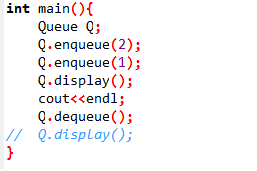 int main(){
    Queue Q;
    Q.enqueue(2);
    Q.enqueue(1);
    Q.display();
    cout<<endl;
    Q.dequeue();
//  Q.display();
}